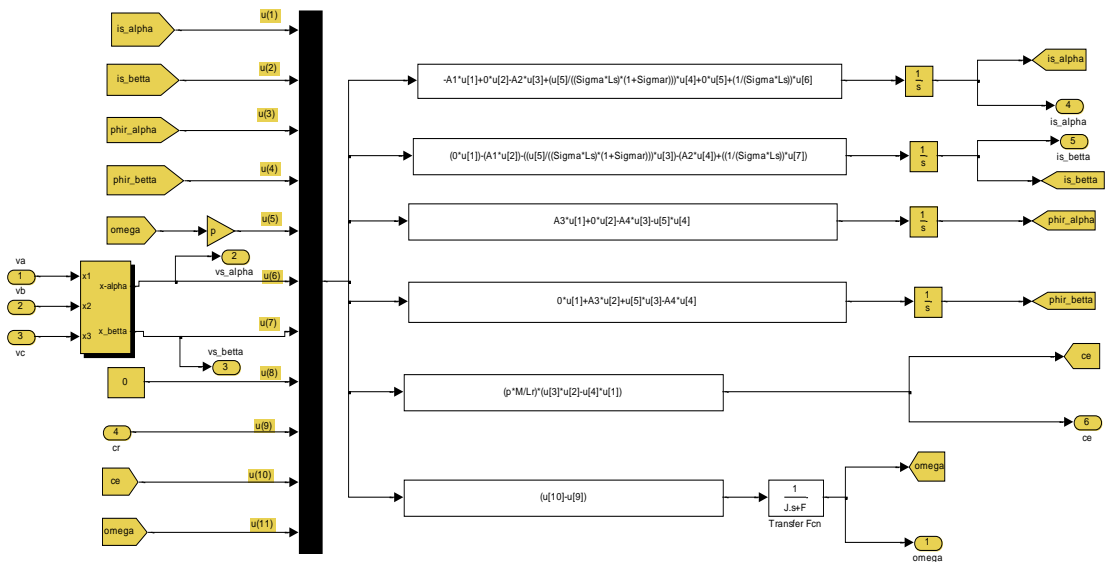 is_alpha
u(1)
is_betta
u(2)
phir_alpha
u(3)
phir_betta
u(4)
omega
p
u(5)
va
1
vb
2
3
vc
x1
x2
x3
x-alpha
x_betta
2
vs_alpha
u(6)
u(7)
vs_betta
3
0
u(8)
4
cr
u(9)
ce
u(10)
omega
u(11)
-A1*u[1]+0*u[2]-A2*u[3]+(u[5]/((Sigma*Ls)*(1+Sigmar)))*u[4]+0*u[5]+(1/(Sigma*Ls))*u[6]
1
s
is_alpha
4
is_alpha
(0*u[1])-(A1*u[2])-((u[5]/((Sigma*Ls)*(1+Sigmar)))*u[3])-(A2*u[4])+((1/(Sigma*Ls))*u[7])
1
s
5
is_betta
is_betta
A3*u[1]+0*u[2]-A4*u[3]-u[5]*u[4]
1
s
phir_alpha
0*u[1]+A3*u[2]+u[5]*u[3]-A4*u[4]
1
s
phir_betta
(p*M/Lr)*(u[3]*u[2]-u[4]*u[1])
ce
6
ce
(u[10]-u[9])
1
J.s+F
Transfer Fcn
omega
1
omega